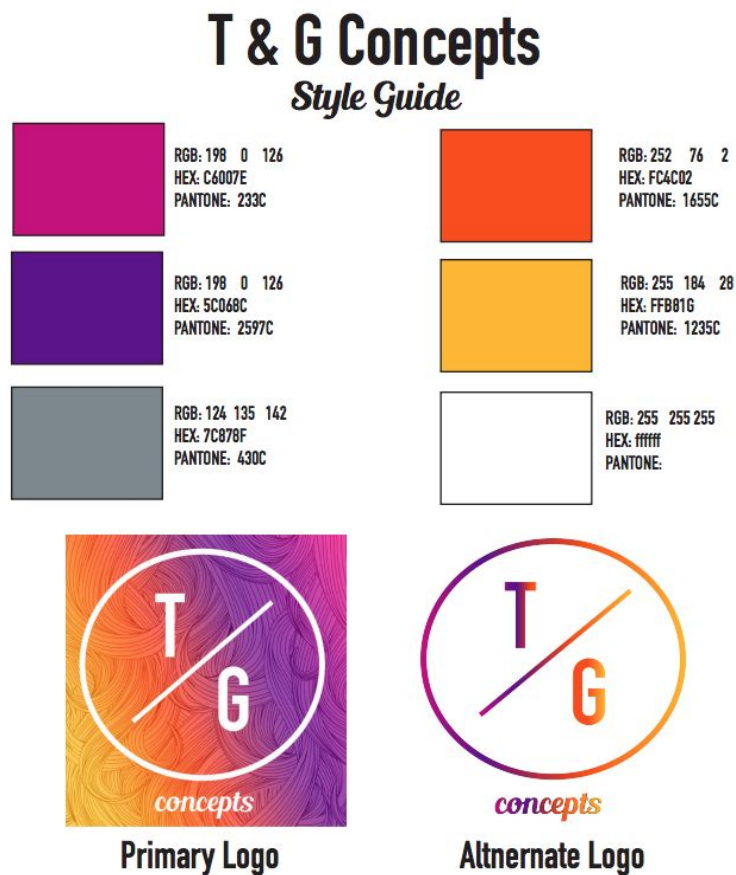 T & G Concepts
Style Guide
RGB: 198 0 126
HEX: C6007E
PANTONE: 233C
RGB: 252 76 2
HEX: FC4C02
PANTONE: 1655C
RGB: 198 0 126
HEX: 5C068C
PANTONE: 2597C
RGB: 255 184 28
HEX: FFB81G
PANTONE: 1235C
RGB: 124 135 142
HEX: 7C878F
PANTONE: 430C
RGB: 255 255 255
HEX: ffffff
PANTONE:
T
G
concepts
Primary Logo
T
G
concepts
Altnernate Logo